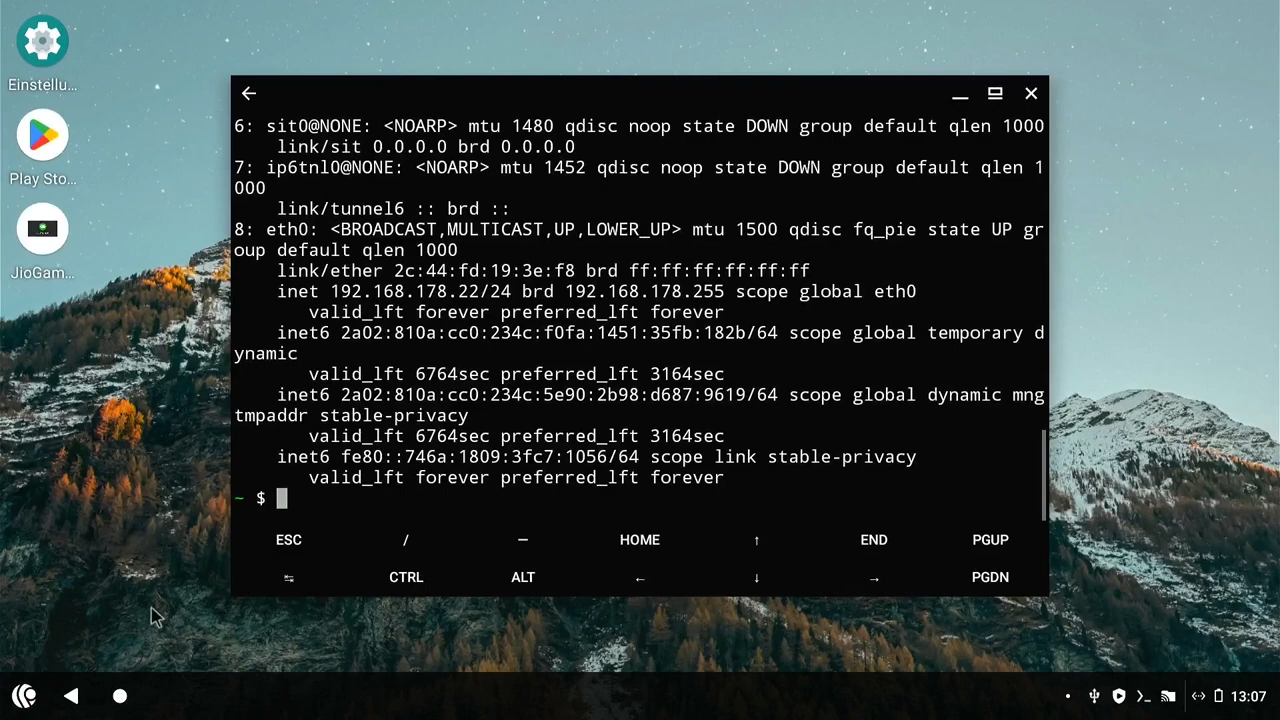 Einstellu...
Play Sto...
JioGam...
6: sit0@NONE: <NOARP> mtu 1480 qdisc noop state DOWN group default qlen 1000
link/sit 0.0.0.0 brd 0.0.0.0
7: ip6tnl0@NONE: <NOARP> mtu 1452 qdisc noop state DOWN group default qlen 1
000
link/tunnel6 :: brd ::
8: eth0: <BROADCAST,MULTICAST,UP,LOWER_UP> mtu 1500 qdisc fq_pie state UP gr
oup default qlen 1000
link/ether 2c:44:fd:19:3e:f8 brd ff:ff:ff:ff:ff:ff
inet 192.168.178.22/24 brd 192.168.178.255 scope global eth0
valid_lft forever preferred_lft forever
inet6 2a02:810a:cc0:234c:f0fa:1451:35fb:182b/64 scope global temporary d
ynamic
valid_lft 6764sec preferred_lft 3164sec
inet6 2a02:810a:cc0:234c:5e90:2b98:d687:9619/64 scope global dynamic mng
tmpaddr stable-privacy
valid_lft 6764sec preferred_lft 3164sec
inet6 fe80::746a:1809:3fc7:1056/64 scope link stable-privacy
valid_lft forever preferred_lft forever
~ $
ESC / — HOME ↑ END PGUP
↹ CTRL ALT ← ↓ → PGDN
13:07